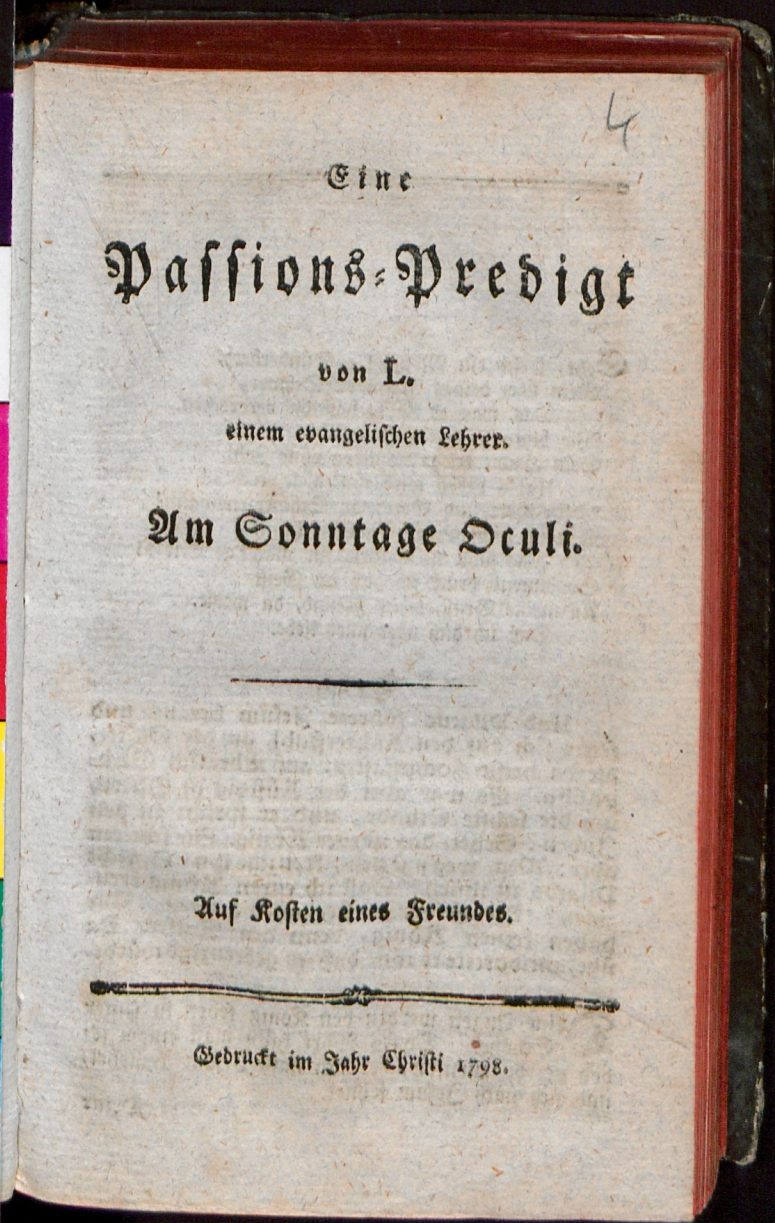 4
Eine
Passions-Predigt
von L.
einem evangelischen Lehrer.
Am Sonntage Oculi.
Auf Kosten eines Freundes.
Gedruckt im Jahr Christi 1798.